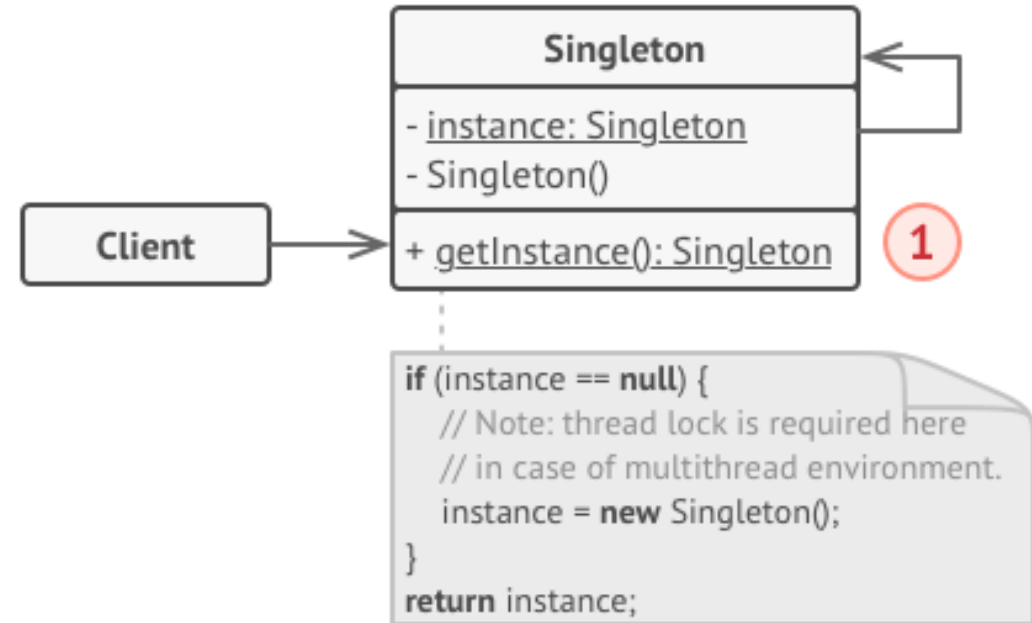 Singleton
- instance: Singleton
- Singleton()
Client
+ getInstance(): Singleton
1
if (instance == null) {
// Note: thread lock is required here
// in case of multithread environment.
instance = new Singleton();
}
return instance;